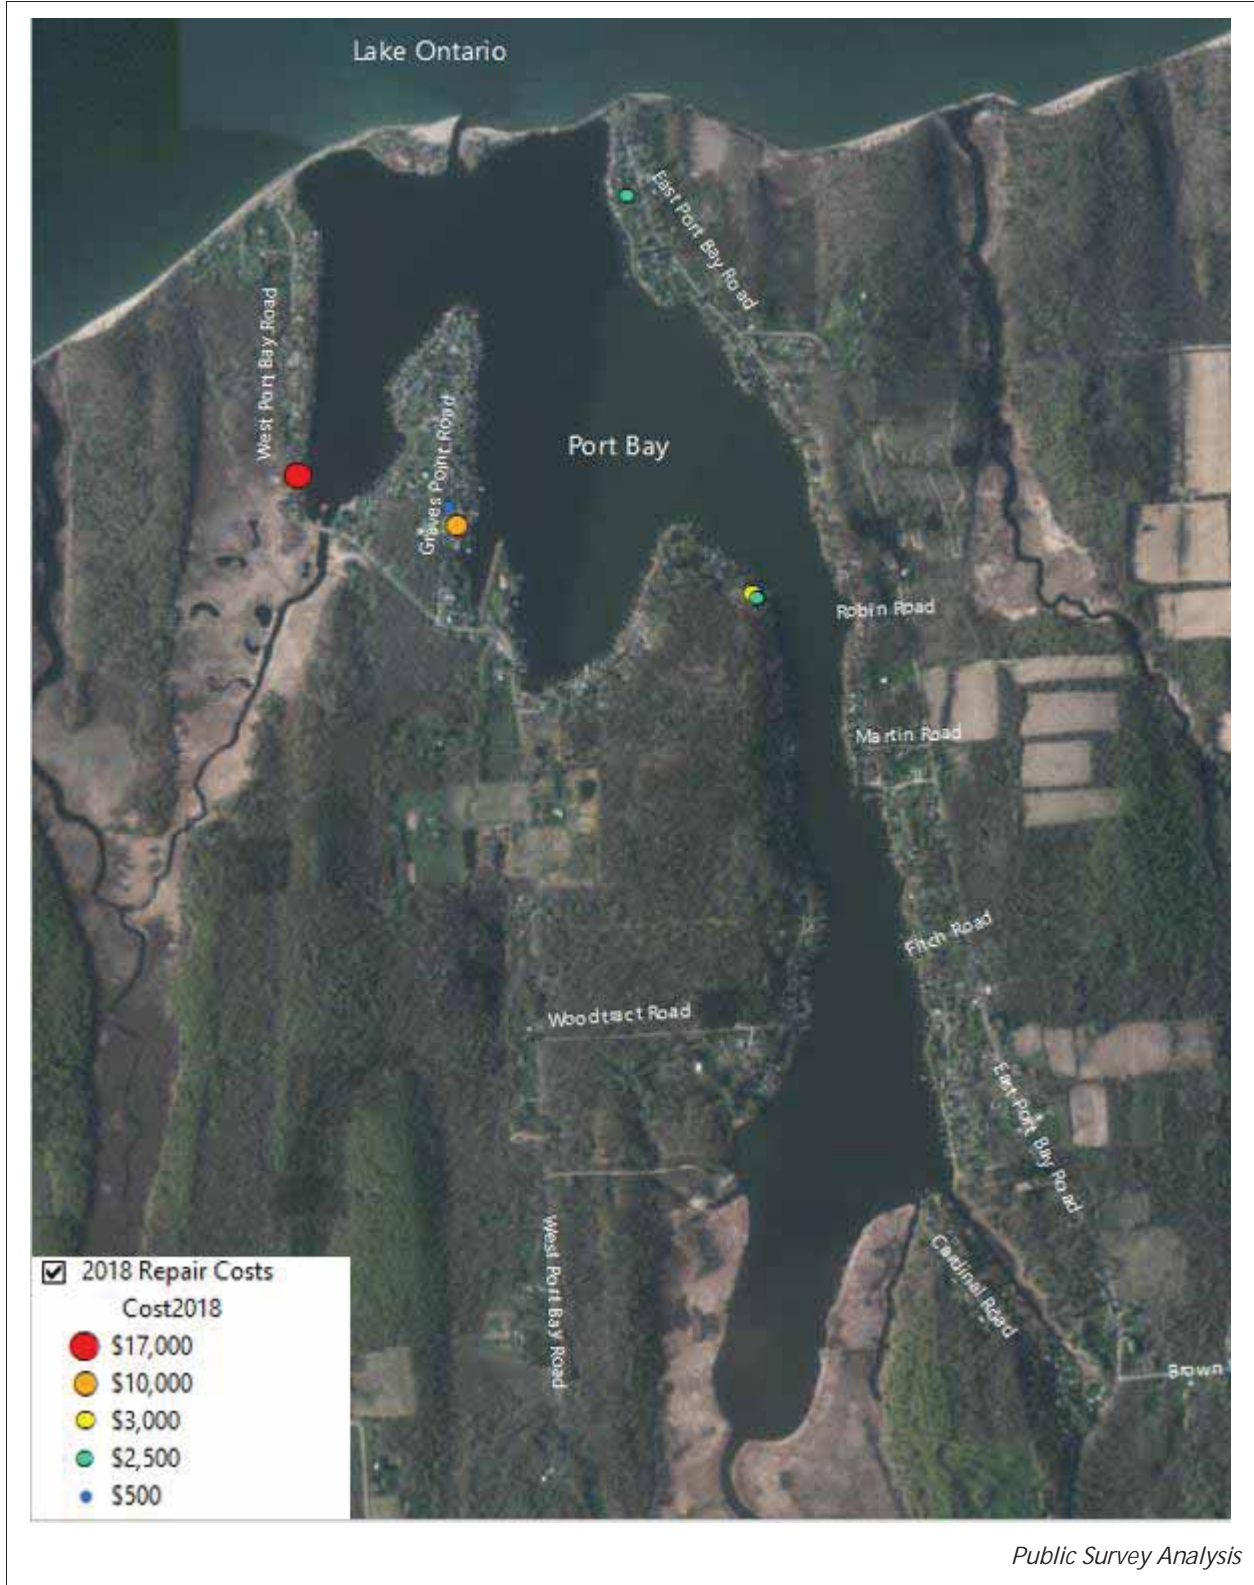 Lake Ontario
East Port Bay Road
West Port Bay Road
Graves Point Road
Port Bay
Robin Road
Martin Road
Fitch Road
Woodtract Road
East Port Bay Road
West Port Bay Road
Cardinal Road
Brown
2018 Repair Costs
Cost2018
$17,000
$10,000
$3,000
$2,500
$500
Public Survey Analysis